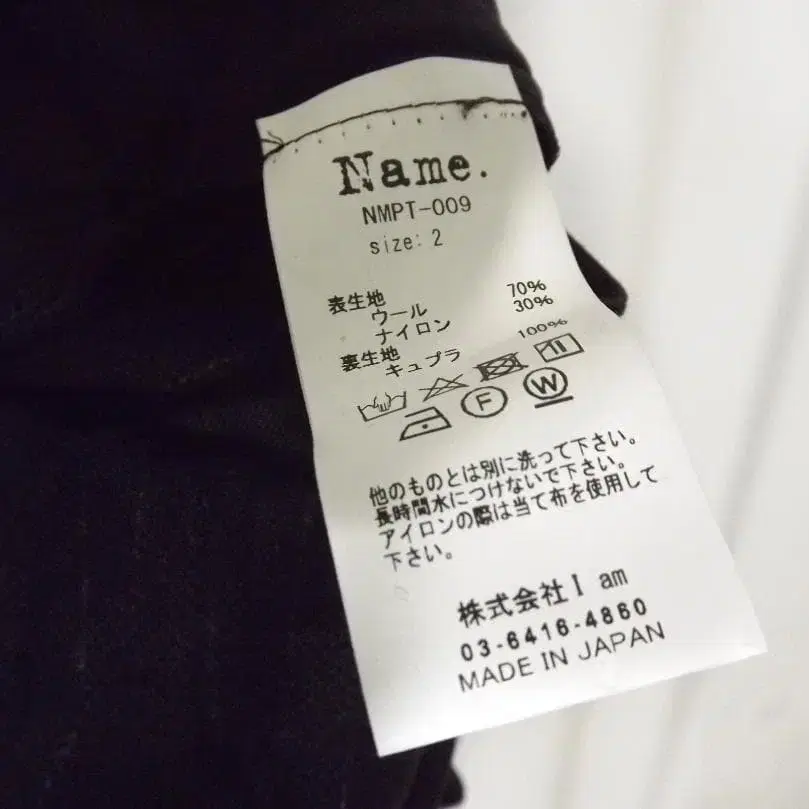 Name.
NMPT-009
size: 2
表生地
ウール 70%
ナイロン 30%
裏生地
キュプラ 100%
F W
他のものとは別に洗って下さい。
長時間水につけないで下さい。
アイロンの際は当て布を使用して
下さい。
株式会社I am
03-6416-4860
MADE IN JAPAN